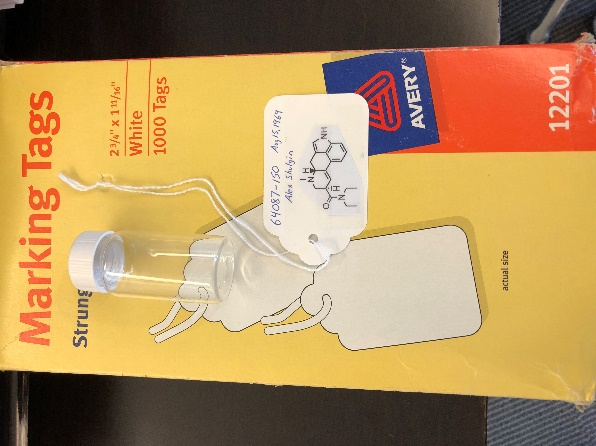 Marking Tags
Strung
2 3/4" x 1 11/16"
White
1000 Tags
AVERY®
12201
64087-150 Aug 15, 1969
Alex Shulgin
NH
H
N
O
N
H
actual size